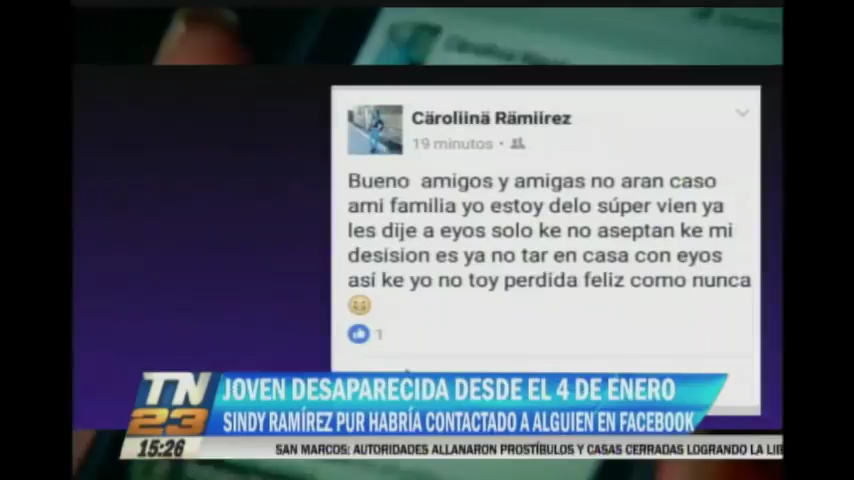 Cäroliinä Rämiirez
19 minutos
Bueno amigos y amigas no aran caso
ami familia yo estoy delo súper vien ya
les dije a eyos solo ke no aseptan ke mi
desision es ya no tar en casa con eyos
así ke yo no toy perdida feliz como nunca
1
TN
23
15:26
JOVEN DESAPARECIDA DESDE EL 4 DE ENERO
SINDY RAMÍREZ PUR HABRÍA CONTACTADO A ALGUIEN EN FACEBOOK
SAN MARCOS: AUTORIDADES ALLANARON PROSTÍBULOS Y CASAS CERRADAS LOGRANDO LA LIB